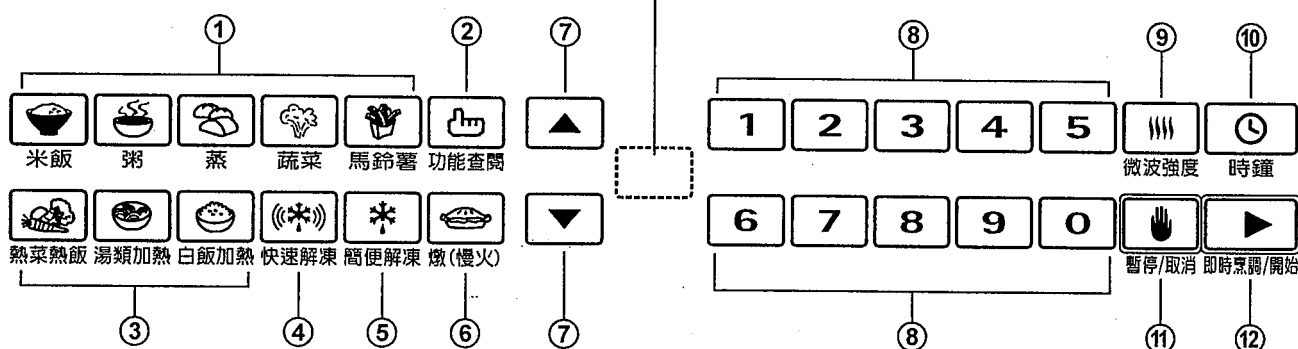 ① ② ⑦ ⑧ ⑨ ⑩
1 2 3 4 5
米飯 粥 蒸 蔬菜 馬鈴薯 功能查閱 微波強度 時鐘
6 7 8 9 0
熱菜熱飯 湯類加熱 白飯加熱 快速解凍 簡便解凍 燉(慢火) 暫停/取消 即時烹調/開始
③ ④ ⑤ ⑥ ⑦ ⑧ ⑪ ⑫